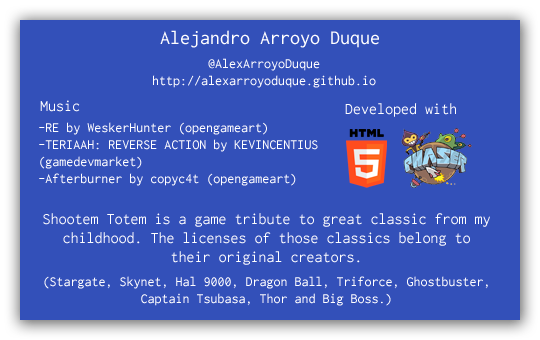 Alejandro Arroyo Duque
@AlexArroyoDuque
http://alexarroyoduque.github.io
Music
-RE by WeskerHunter (opengameart)
-TERIAAH: REVERSE ACTION by KEVINCENTIUS
(gamedevmarket)
-Afterburner by copyc4t (opengameart)
Developed with
HTML
5
PHASER
Shootem Totem is a game tribute to great classic from my
childhood. The licenses of those classics belong to
their original creators.
(Stargate, Skynet, Hal 9000, Dragon Ball, Triforce, Ghostbuster,
Captain Tsubasa, Thor and Big Boss.)